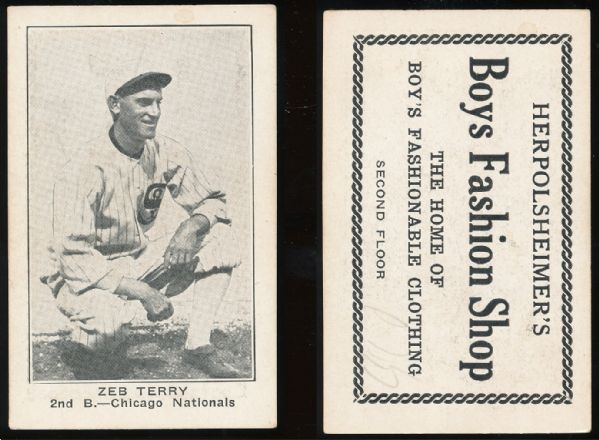 ZEB TERRY
2nd B.—Chicago Nationals
HERPOLSHEIMER'S
Boys Fashion Shop
THE HOME OF
BOY'S FASHIONABLE CLOTHING
SECOND FLOOR